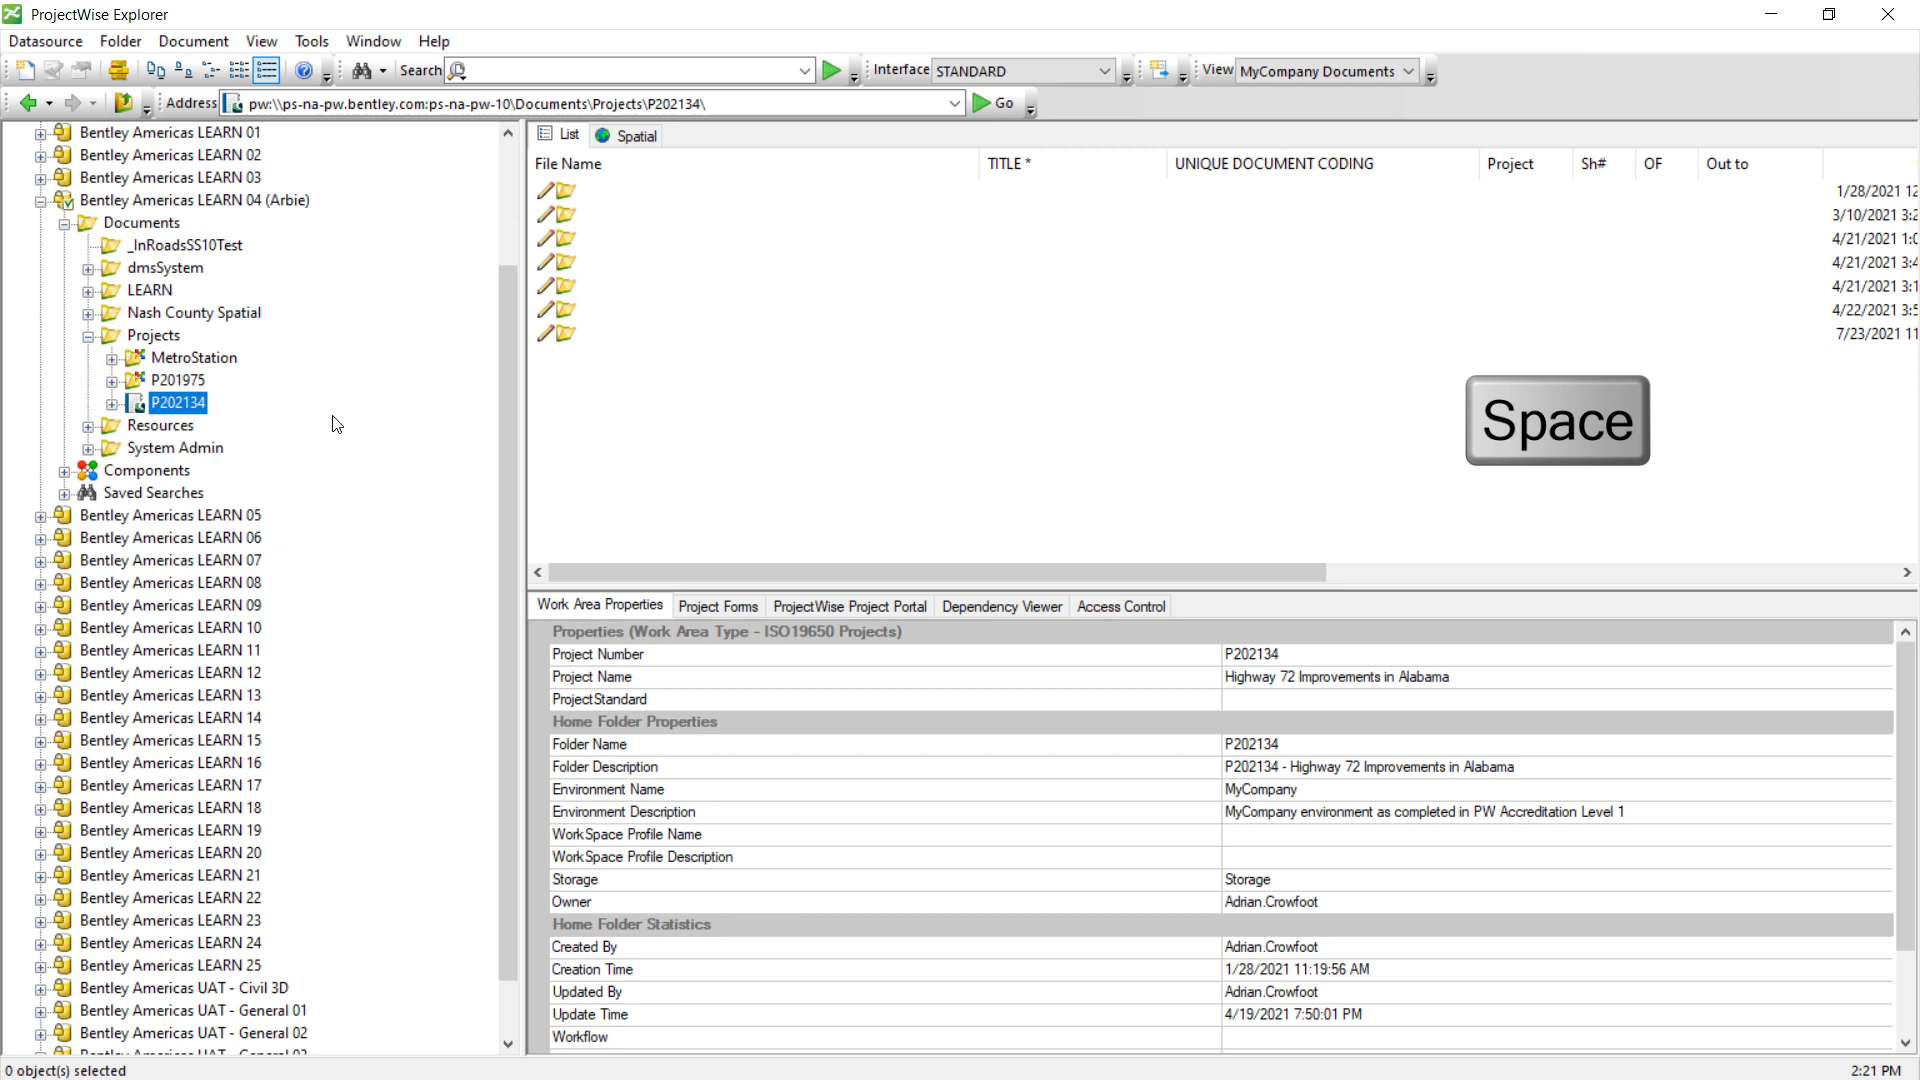 ProjectWise Explorer
Datasource Folder Document View Tools Window Help
Search Interface STANDARD View MyCompany Documents
Address pw:\\ps-na-pw.bentley.com:ps-na-pw-10\Documents\Projects\P202134\ Go
Bentley Americas LEARN 01
Bentley Americas LEARN 02
Bentley Americas LEARN 03
Bentley Americas LEARN 04 (Arbie)
Documents
_InRoadsSS10Test
dmsSystem
LEARN
Nash County Spatial
Projects
MetroStation
P201975
P202134
Resources
System Admin
Components
Saved Searches
Bentley Americas LEARN 05
Bentley Americas LEARN 06
Bentley Americas LEARN 07
Bentley Americas LEARN 08
Bentley Americas LEARN 09
Bentley Americas LEARN 10
Bentley Americas LEARN 11
Bentley Americas LEARN 12
Bentley Americas LEARN 13
Bentley Americas LEARN 14
Bentley Americas LEARN 15
Bentley Americas LEARN 16
Bentley Americas LEARN 17
Bentley Americas LEARN 18
Bentley Americas LEARN 19
Bentley Americas LEARN 20
Bentley Americas LEARN 21
Bentley Americas LEARN 22
Bentley Americas LEARN 23
Bentley Americas LEARN 24
Bentley Americas LEARN 25
Bentley Americas UAT - Civil 3D
Bentley Americas UAT - General 01
Bentley Americas UAT - General 02
List Spatial
File Name TITLE * UNIQUE DOCUMENT CODING Project Sh# OF Out to
1/28/2021 12
3/10/2021 3:2
4/21/2021 1:0
4/21/2021 3:4
4/21/2021 3:1
4/22/2021 3:5
7/23/2021 11
Space
Work Area Properties Project Forms ProjectWise Project Portal Dependency Viewer Access Control
Properties (Work Area Type - ISO19650 Projects)
Project Number P202134
Project Name Highway 72 Improvements in Alabama
ProjectStandard
Home Folder Properties
Folder Name P202134
Folder Description P202134 - Highway 72 Improvements in Alabama
Environment Name MyCompany
Environment Description MyCompany environment as completed in PW Accreditation Level 1
WorkSpace Profile Name
WorkSpace Profile Description
Storage Storage
Owner Adrian.Crowfoot
Home Folder Statistics
Created By Adrian.Crowfoot
Creation Time 1/28/2021 11:19:56 AM
Updated By Adrian.Crowfoot
Update Time 4/19/2021 7:50:01 PM
Workflow
0 object(s) selected 2:21 PM